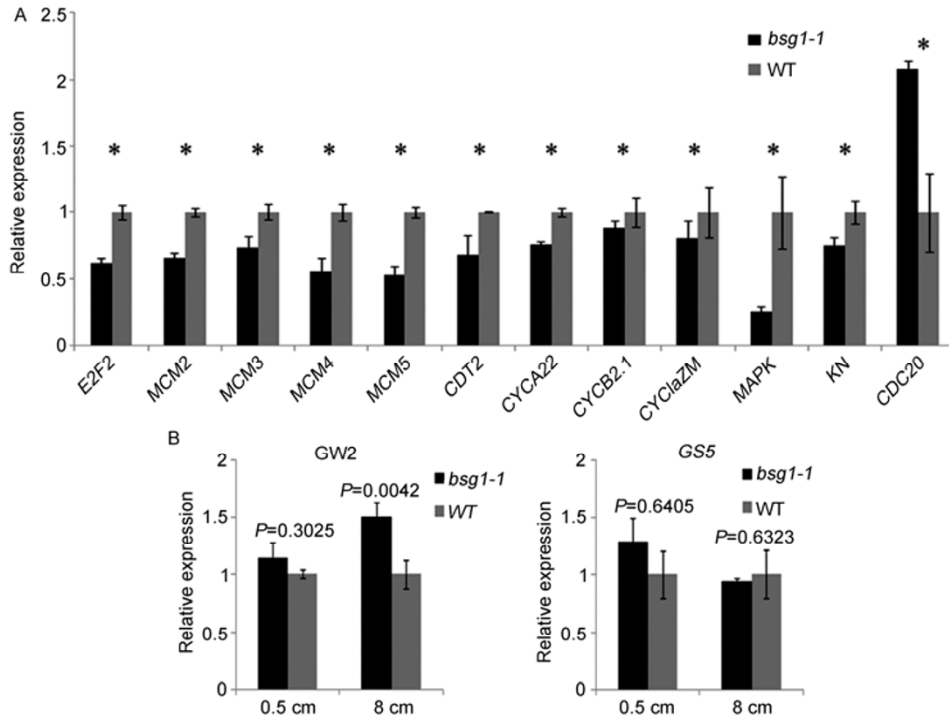 A
2.5
2
1.5
1
0.5
0
Relative expression
bsg1-1
WT
*
* * * * * * * * * * *
E2F2 MCM2 MCM3 MCM4 MCM5 CDT2 CYCA22 CYCB2.1 CYClaZM MAPK KN CDC20
B
GW2
2
1.5
1
0.5
0
Relative expression
bsg1-1
WT
P=0.0042
P=0.3025
0.5 cm 8 cm
GS5
2
1.5
1
0.5
0
Relative expression
bsg1-1
WT
P=0.6405
P=0.6323
0.5 cm 8 cm